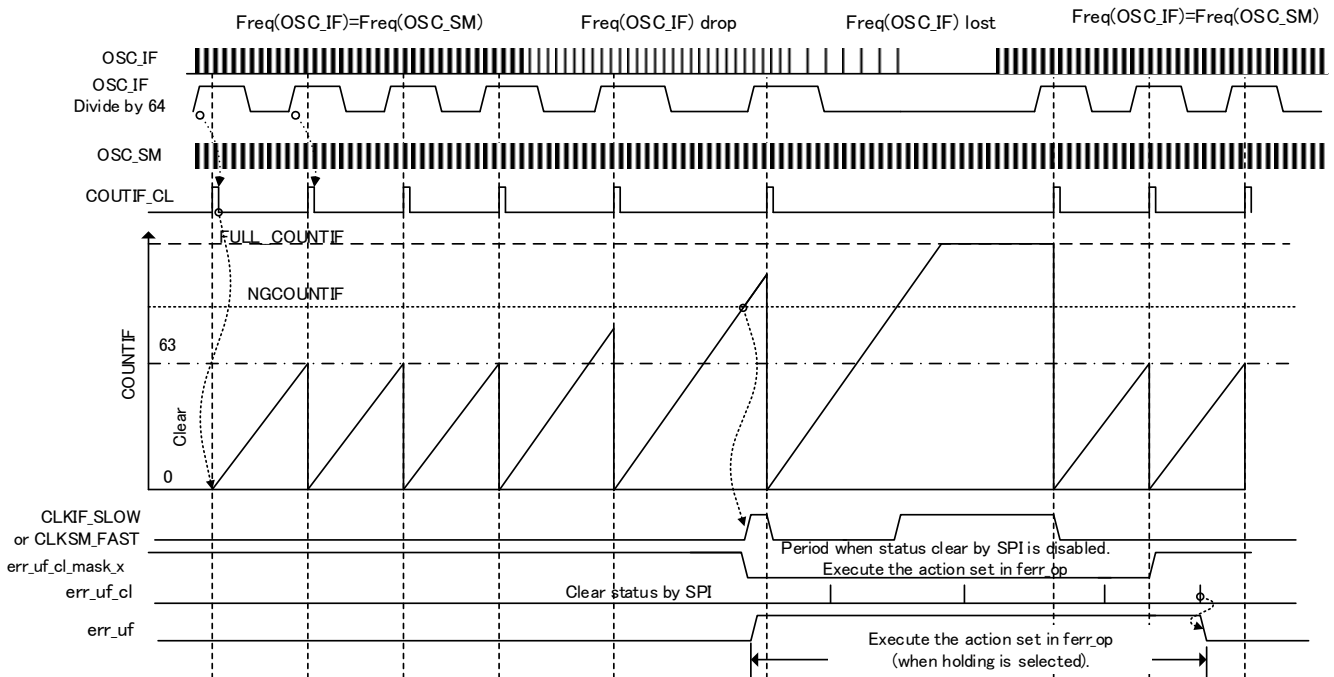 Freq(OSC_IF)=Freq(OSC_SM)
Freq(OSC_IF) drop
Freq(OSC_IF) lost
Freq(OSC_IF)=Freq(OSC_SM)
OSC_IF
OSC_IF
Divide by 64
OSC_SM
COUTIF_CL
FULL_COUNTIF
NGCOUNTIF
63
COUNTIF
Clear
0
CLKIF_SLOW
or CLKSM_FAST
Period when status clear by SPI is disabled.
Execute the action set in ferr_op
err_uf_cl_mask_x
err_uf_cl
Clear status by SPI
err_uf
Execute the action set in ferr_op
(when holding is selected).